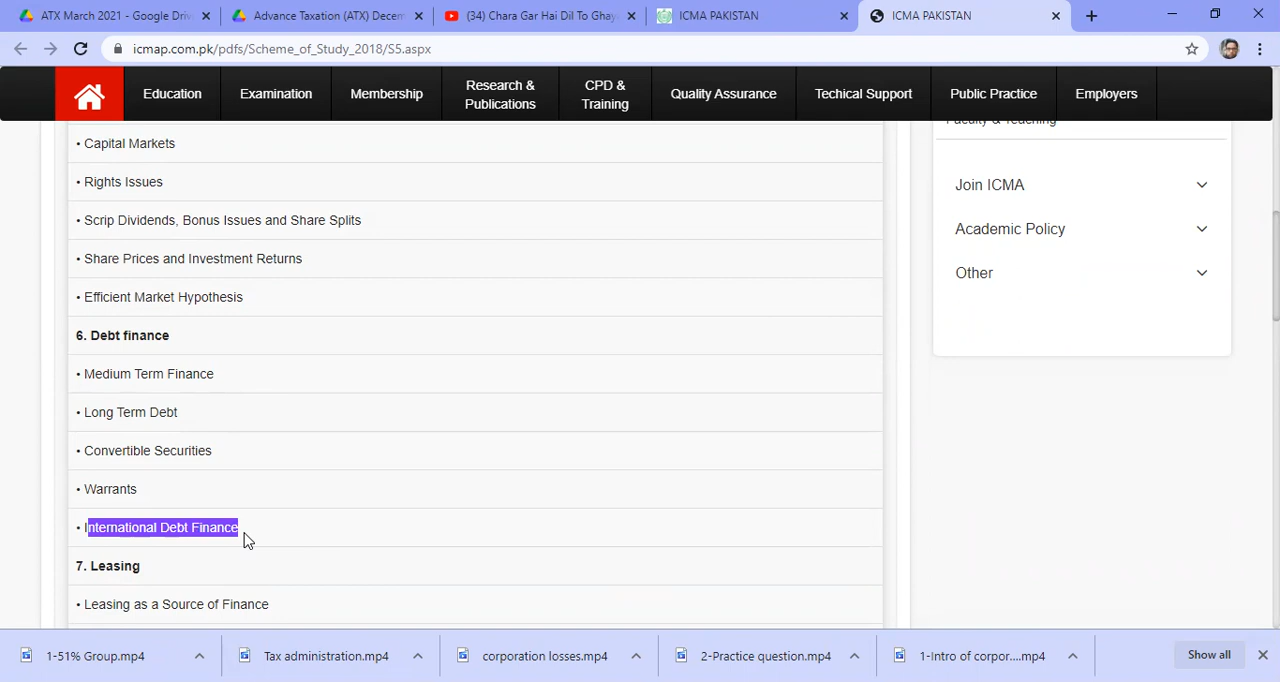 ATX March 2021 - Google Dri
Advance Taxation (ATX) Decem
(34) Chara Gar Hai Dil To Ghay
ICMA PAKISTAN
ICMA PAKISTAN
icmap.com.pk/pdfs/Scheme_of_Study_2018/S5.aspx
Education
Examination
Membership
Research &
Publications
CPD &
Training
Quality Assurance
Techical Support
Public Practice
Employers
Faculty & Teaching
• Capital Markets
• Rights Issues
• Scrip Dividends, Bonus Issues and Share Splits
• Share Prices and Investment Returns
• Efficient Market Hypothesis
6. Debt finance
• Medium Term Finance
• Long Term Debt
• Convertible Securities
• Warrants
• International Debt Finance
7. Leasing
• Leasing as a Source of Finance
Join ICMA
Academic Policy
Other
1-51% Group.mp4
Tax administration.mp4
corporation losses.mp4
2-Practice question.mp4
1-Intro of corpor....mp4
Show all